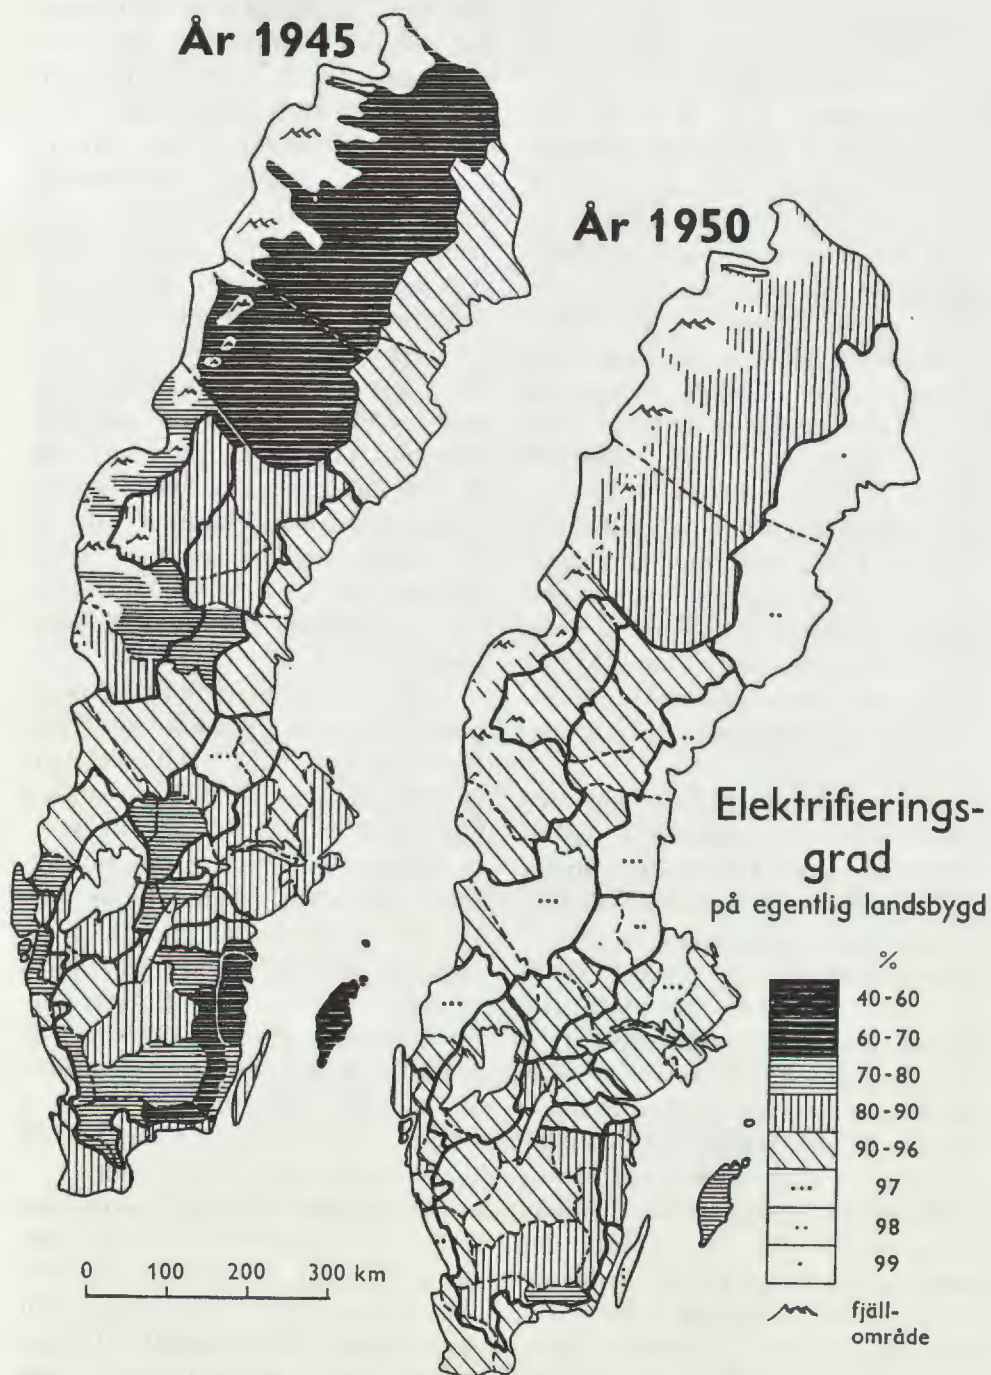 År 1945
År 1950
Elektrifierings-
grad
på egentlig landsbygd
%
40-60
60-70
70-80
80-90
90-96
97
98
99
fjäll-
område
0 100 200 300 km